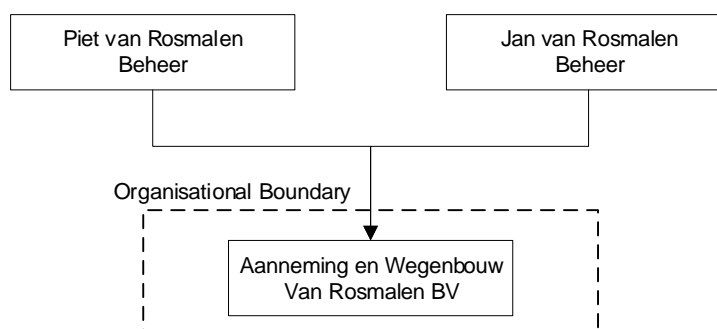 Piet van Rosmalen
Beheer
Jan van Rosmalen
Beheer
Organisational Boundary
Aanneming en Wegenbouw
Van Rosmalen BV